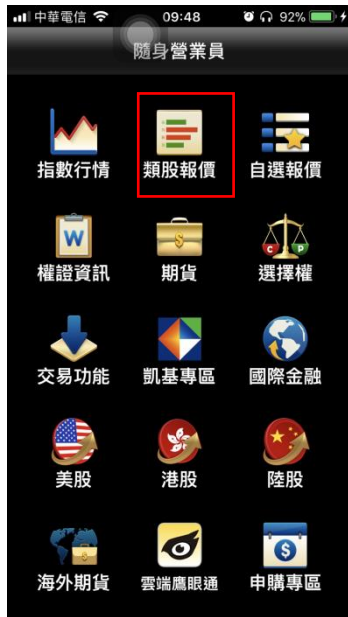 中華電信 09:48 92%
隨身營業員
指數行情 類股報價 自選報價
W
S
C P
權證資訊 期貨 選擇權
交易功能 凱基專區 國際金融
美股 港股 陸股
S
海外期貨 雲端鷹眼通 申購專區